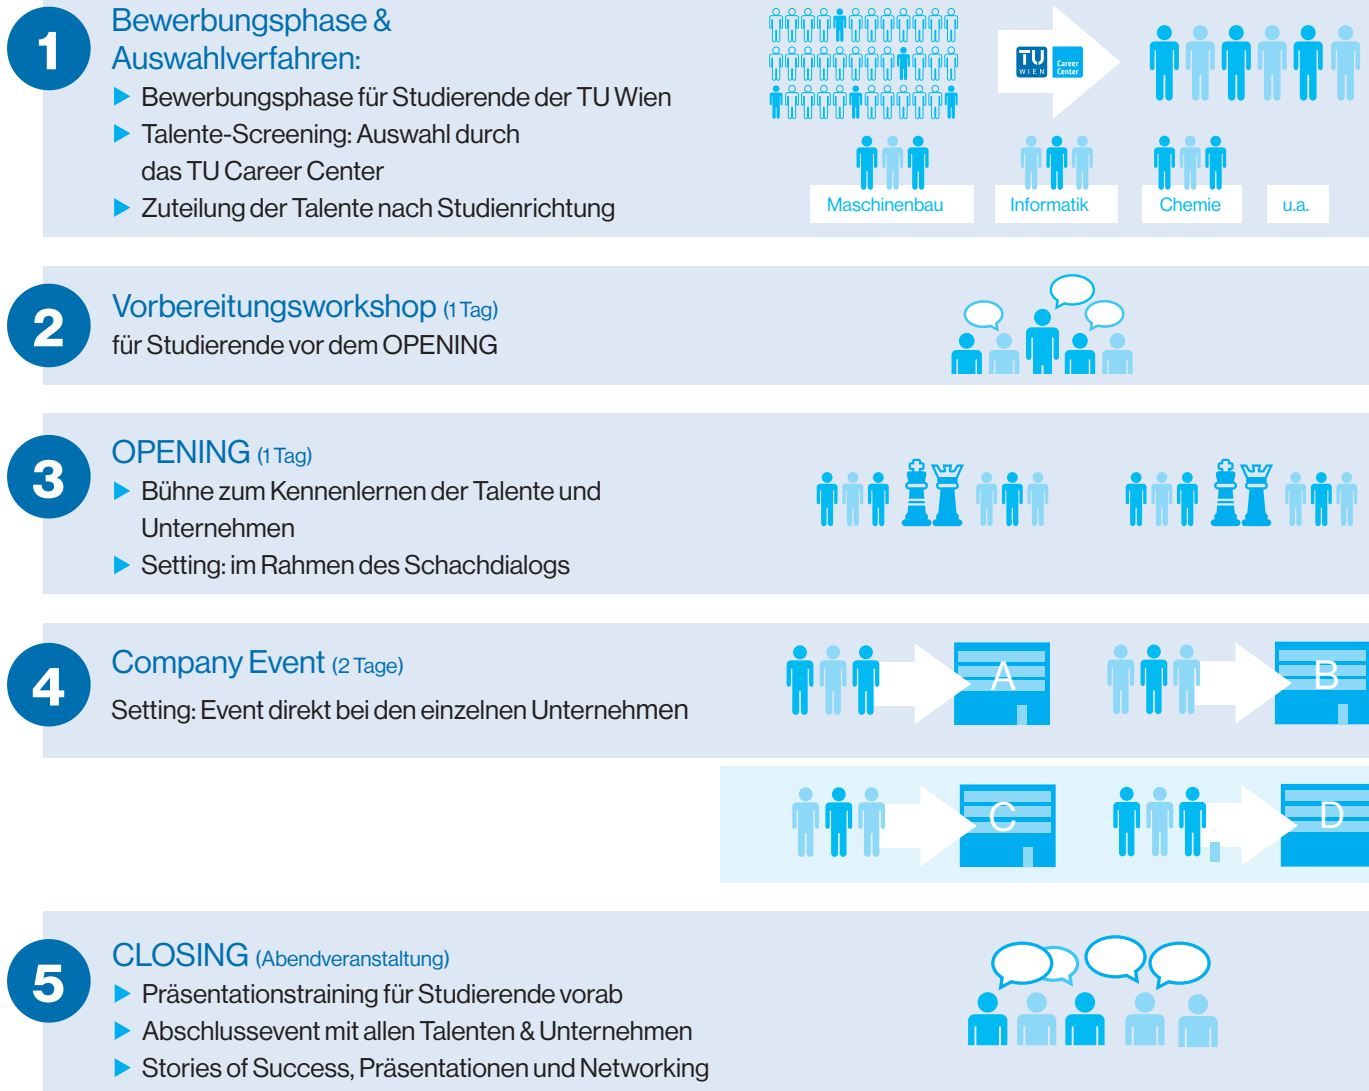 1
Bewerbungsphase &
Auswahlverfahren:
Bewerbungsphase für Studierende der TU Wien
Talente-Screening: Auswahl durch
das TU Career Center
Zuteilung der Talente nach Studienrichtung
TU
WIEN
Career
Center
Maschinenbau
Informatik
Chemie
u.a.
2
Vorbereitungsworkshop (1 Tag)
für Studierende vor dem OPENING
3
OPENING (1 Tag)
Bühne zum Kennenlernen der Talente und
Unternehmen
Setting: im Rahmen des Schachdialogs
4
Company Event (2 Tage)
Setting: Event direkt bei den einzelnen Unternehmen
A
B
C
D
5
CLOSING (Abendveranstaltung)
Präsentationstraining für Studierende vorab
Abschlussevent mit allen Talenten & Unternehmen
Stories of Success, Präsentationen und Networking